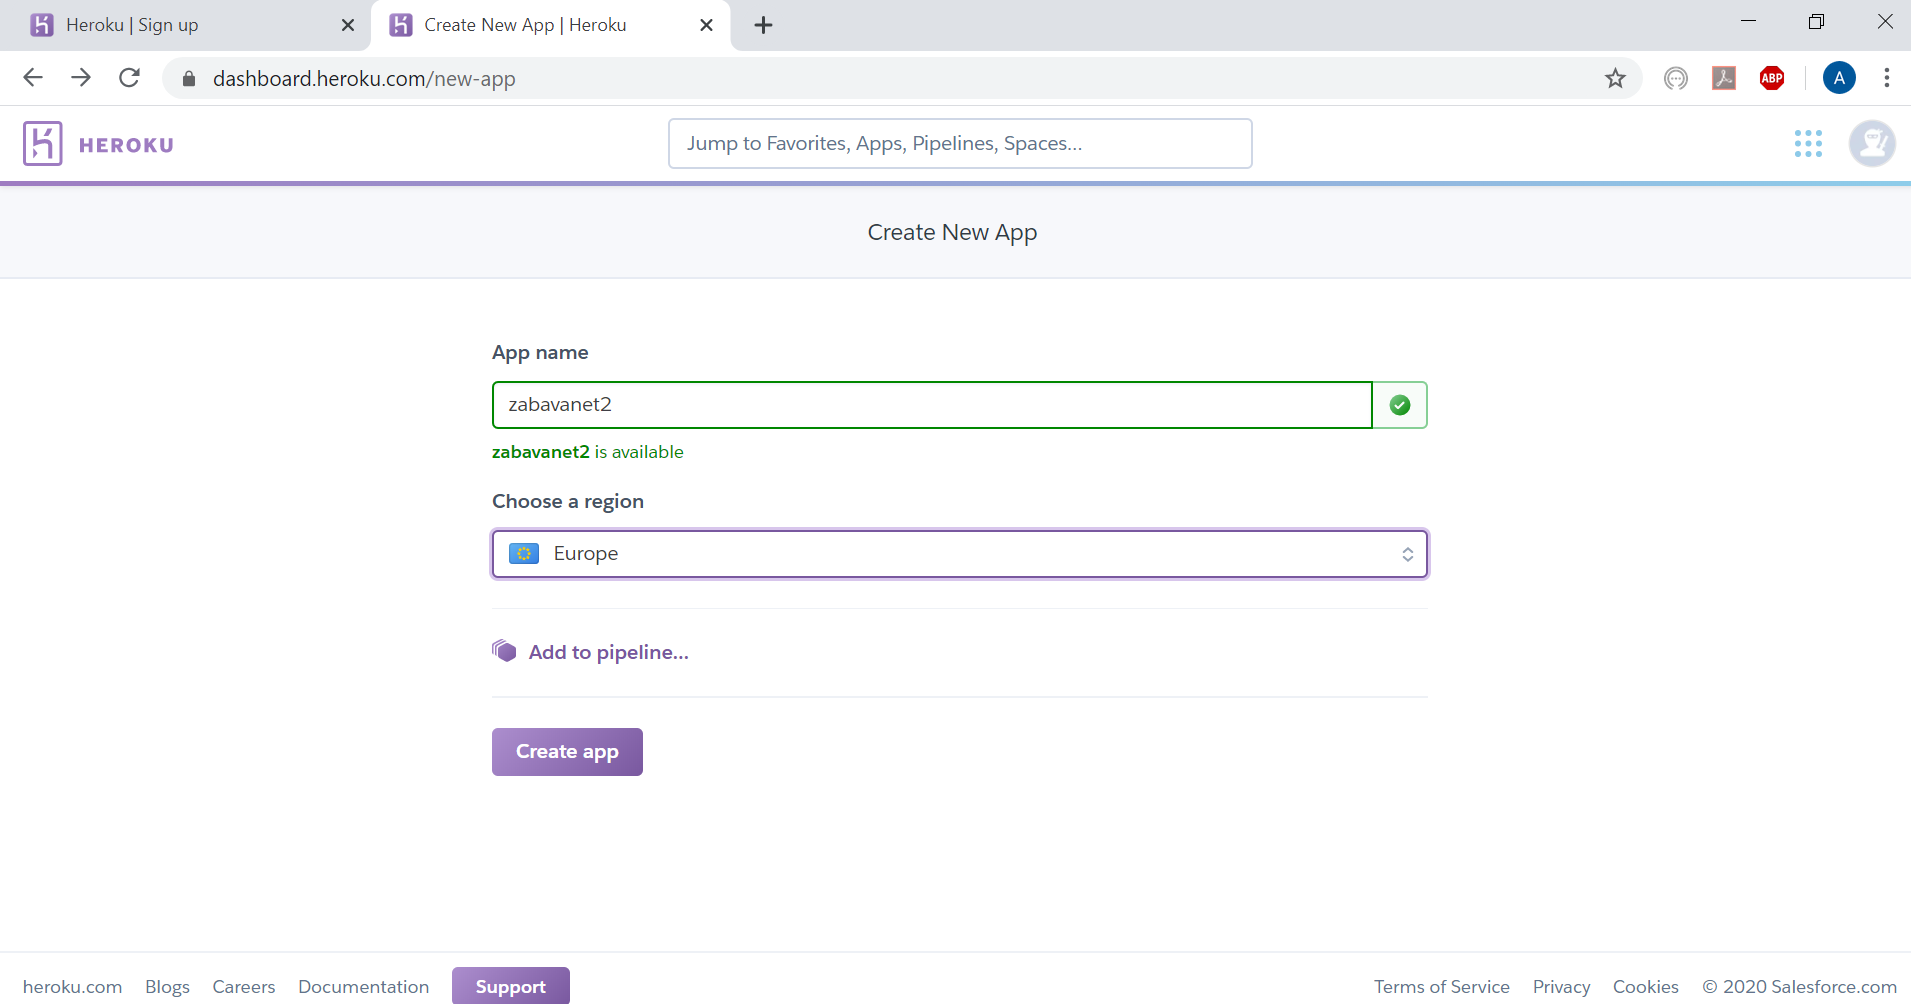 Heroku | Sign up
Create New App | Heroku
dashboard.heroku.com/new-app
ABP
A
HEROKU
Jump to Favorites, Apps, Pipelines, Spaces...
Create New App
App name
zabavanet2
zabavanet2 is available
Choose a region
Europe
Add to pipeline...
Create app
heroku.com Blogs Careers Documentation Support Terms of Service Privacy Cookies © 2020 Salesforce.com